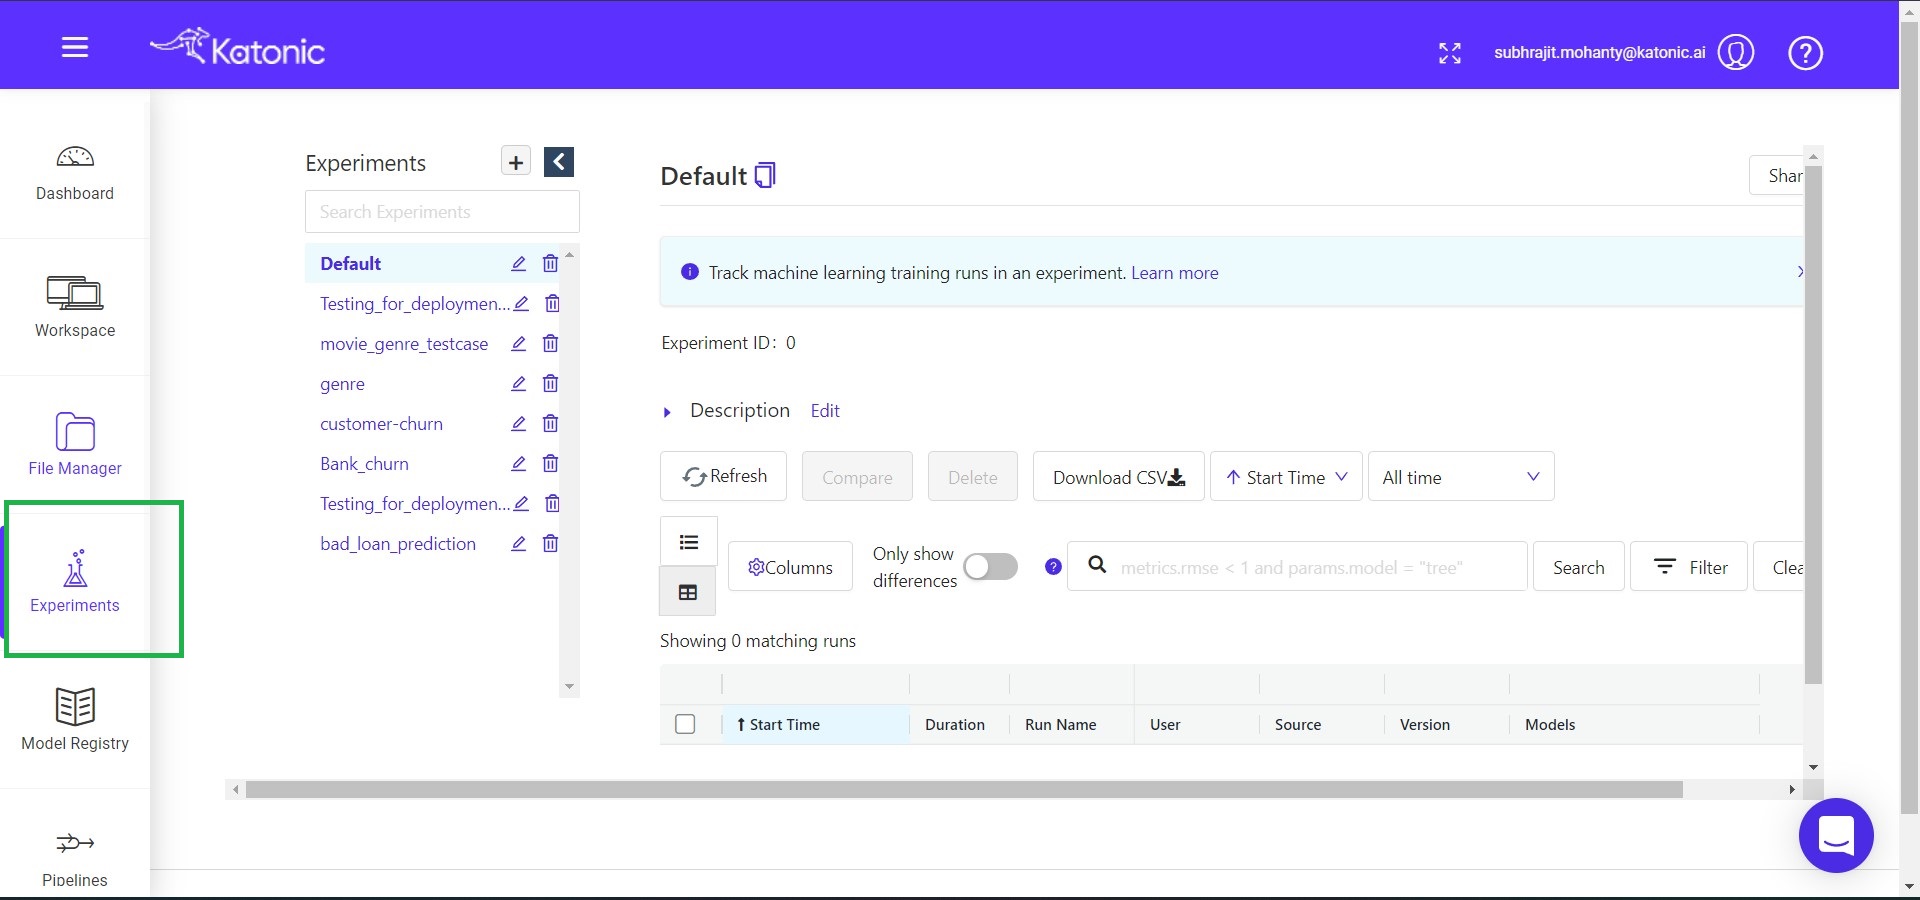 Katonic
subhrajit.mohanty@katonic.ai
?
Dashboard
Workspace
File Manager
Experiments
Model Registry
Pipelines
Experiments
+
Search Experiments
Default
Testing_for_deploymen...
movie_genre_testcase
genre
customer-churn
Bank_churn
Testing_for_deploymen...
bad_loan_prediction
Default
Shar
Track machine learning training runs in an experiment. Learn more
Experiment ID: 0
Description Edit
Refresh Compare Delete Download CSV Start Time All time
Columns
Only show
differences
?
metrics.rmse < 1 and params.model = "tree"
Search Filter Clea
Showing 0 matching runs
Start Time Duration Run Name User Source Version Models